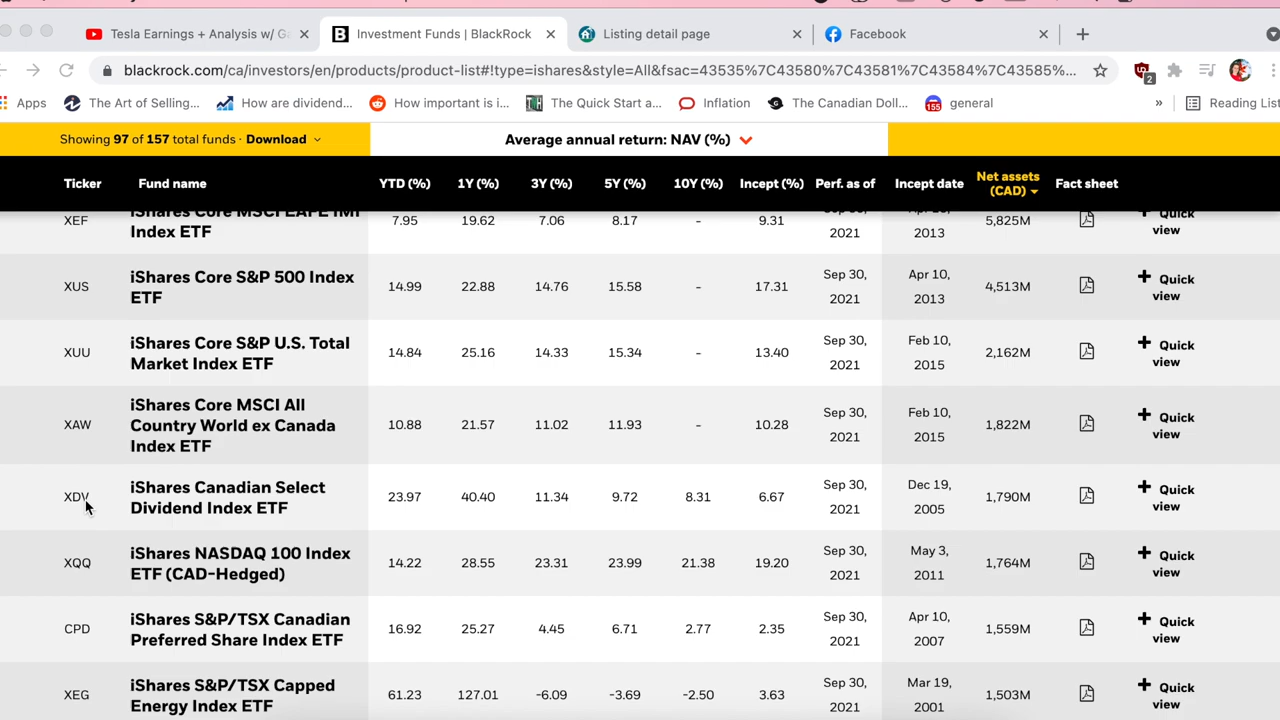 Tesla Earnings + Analysis w/ Ga
Investment Funds | BlackRock
Listing detail page
Facebook
blackrock.com/ca/investors/en/products/product-list#!type=ishares&style=All&fsac=43535%7C43580%7C43581%7C43584%7C43585%...
2
Apps
The Art of Selling...
How are dividend...
How important is i...
The Quick Start a...
Inflation
The Canadian Doll...
155
general
»
Reading List
Showing 97 of 157 total funds · Download
Average annual return: NAV (%)
Ticker Fund name YTD (%) 1Y (%) 3Y (%) 5Y (%) 10Y (%) Incept (%) Perf. as of Incept date Net assets (CAD) Fact sheet
XEF
iShares Core MSCI EAFE IMI
Index ETF
7.95 19.62 7.06 8.17 - 9.31
Sep 30,
2021
Apr 10,
2013
5,825M
Quick
view
XUS
iShares Core S&P 500 Index
ETF
14.99 22.88 14.76 15.58 - 17.31
Sep 30,
2021
Apr 10,
2013
4,513M
Quick
view
XUU
iShares Core S&P U.S. Total
Market Index ETF
14.84 25.16 14.33 15.34 - 13.40
Sep 30,
2021
Feb 10,
2015
2,162M
Quick
view
XAW
iShares Core MSCI All
Country World ex Canada
Index ETF
10.88 21.57 11.02 11.93 - 10.28
Sep 30,
2021
Feb 10,
2015
1,822M
Quick
view
XDV
iShares Canadian Select
Dividend Index ETF
23.97 40.40 11.34 9.72 8.31 6.67
Sep 30,
2021
Dec 19,
2005
1,790M
Quick
view
XQQ
iShares NASDAQ 100 Index
ETF (CAD-Hedged)
14.22 28.55 23.31 23.99 21.38 19.20
Sep 30,
2021
May 3,
2011
1,764M
Quick
view
CPD
iShares S&P/TSX Canadian
Preferred Share Index ETF
16.92 25.27 4.45 6.71 2.77 2.35
Sep 30,
2021
Apr 10,
2007
1,559M
Quick
view
XEG
iShares S&P/TSX Capped
Energy Index ETF
61.23 127.01 -6.09 -3.69 -2.50 3.63
Sep 30,
2021
Mar 19,
2001
1,503M
Quick
view